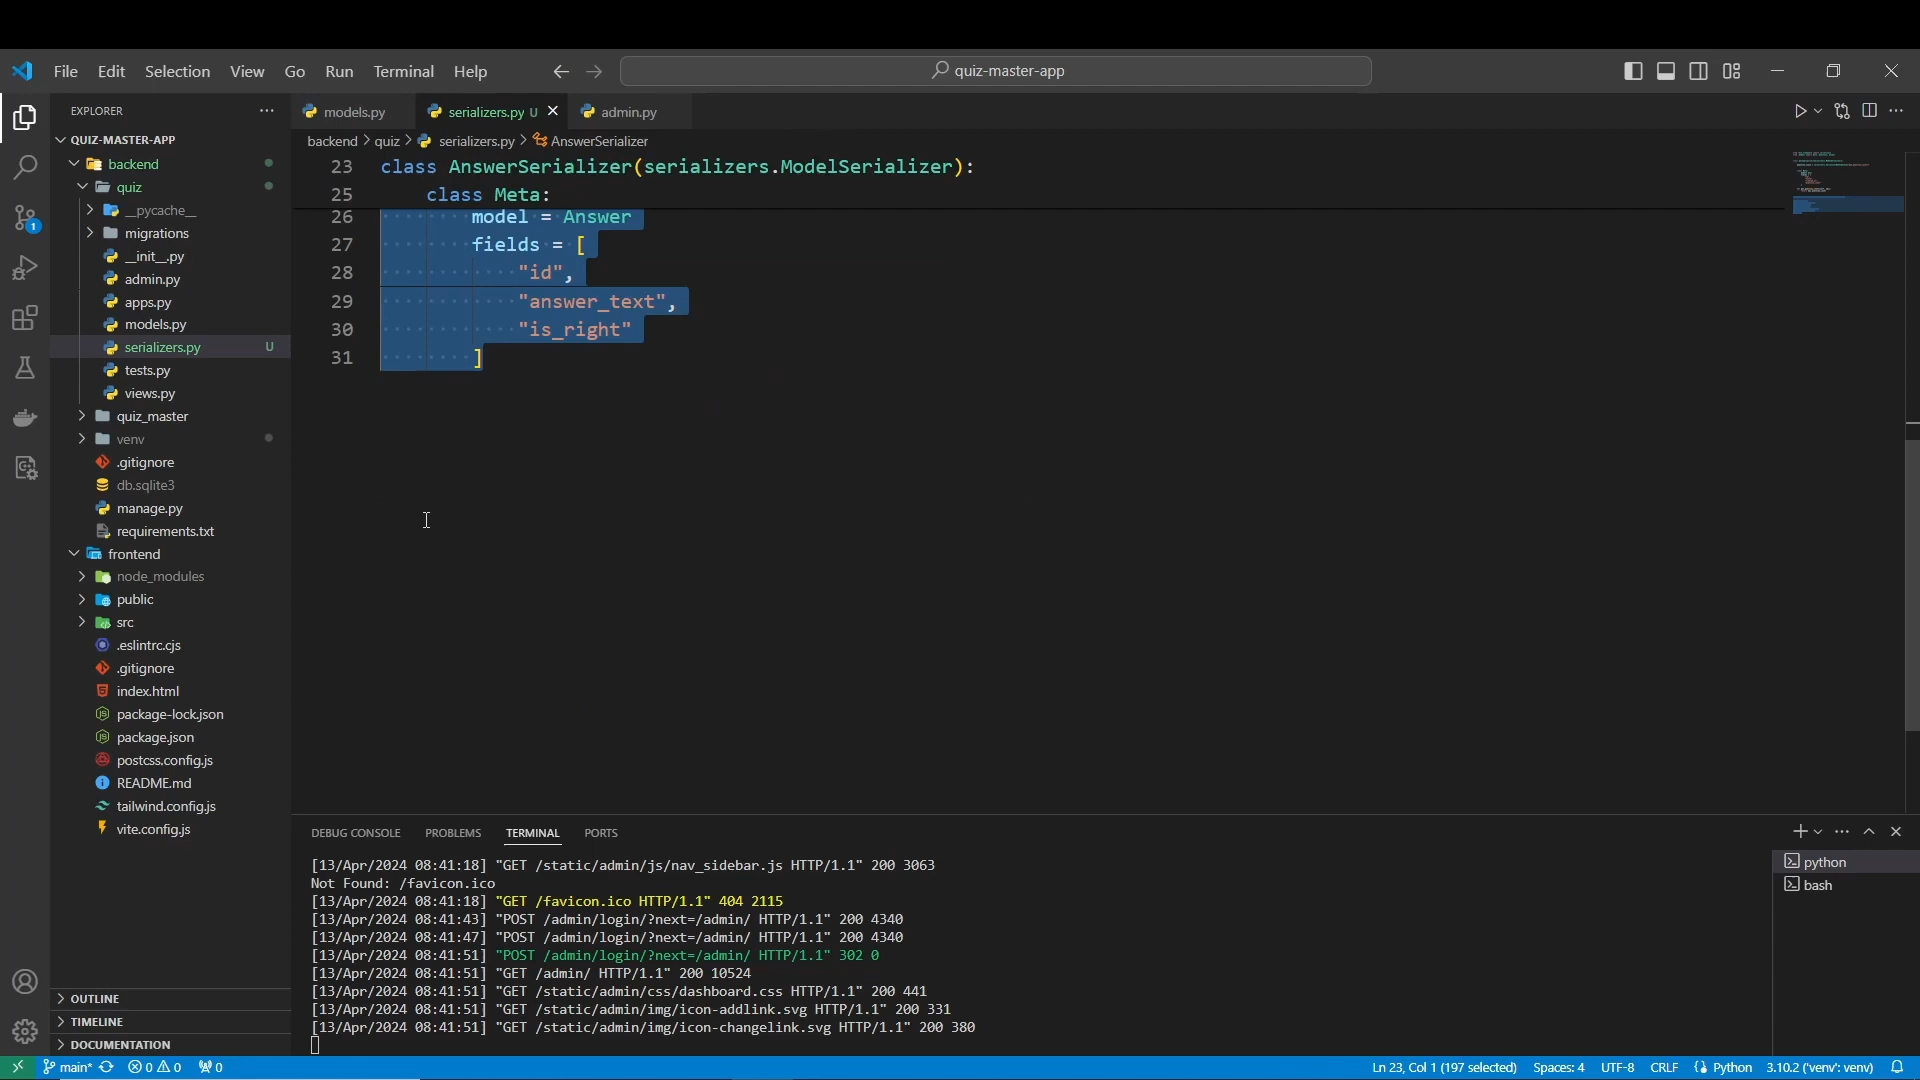 File Edit Selection View Go Run Terminal Help
quiz-master-app
EXPLORER
models.py
serializers.py U
admin.py
QUIZ-MASTER-APP
backend > quiz > serializers.py > AnswerSerializer
backend
quiz
__pycache__
migrations
__init__.py
admin.py
apps.py
models.py
serializers.py U
tests.py
views.py
quiz_master
venv
.gitignore
db.sqlite3
manage.py
requirements.txt
frontend
node_modules
public
src
.eslintrc.cjs
.gitignore
index.html
package-lock.json
package.json
postcss.config.js
README.md
tailwind.config.js
vite.config.js
OUTLINE
TIMELINE
DOCUMENTATION
23 class AnswerSerializer(serializers.ModelSerializer):
25 class Meta:
26 model = Answer
27 fields = [
28 "id",
29 "answer_text",
30 "is_right"
31 ]
DEBUG CONSOLE PROBLEMS TERMINAL PORTS
[13/Apr/2024 08:41:18] "GET /static/admin/js/nav_sidebar.js HTTP/1.1" 200 3063
Not Found: /favicon.ico
[13/Apr/2024 08:41:18] "GET /favicon.ico HTTP/1.1" 404 2115
[13/Apr/2024 08:41:43] "POST /admin/login/?next=/admin/ HTTP/1.1" 200 4340
[13/Apr/2024 08:41:47] "POST /admin/login/?next=/admin/ HTTP/1.1" 200 4340
[13/Apr/2024 08:41:51] "POST /admin/login/?next=/admin/ HTTP/1.1" 302 0
[13/Apr/2024 08:41:51] "GET /admin/ HTTP/1.1" 200 10524
[13/Apr/2024 08:41:51] "GET /static/admin/css/dashboard.css HTTP/1.1" 200 441
[13/Apr/2024 08:41:51] "GET /static/admin/img/icon-addlink.svg HTTP/1.1" 200 331
[13/Apr/2024 08:41:51] "GET /static/admin/img/icon-changelink.svg HTTP/1.1" 200 380
python
bash
1
main* 0 0 0
Ln 23, Col 1 (197 selected) Spaces: 4 UTF-8 CRLF Python 3.10.2 ('venv': venv)